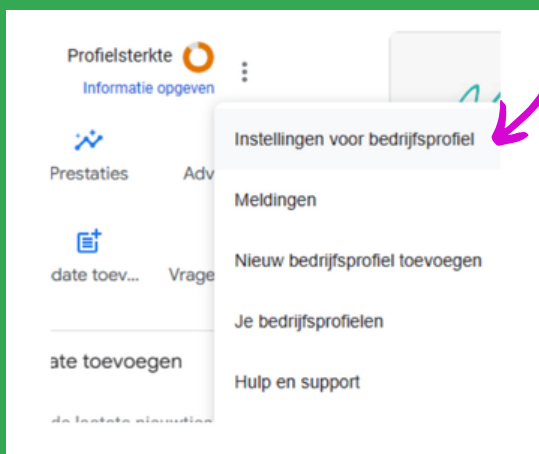 Profielsterkte
Informatie opgeven
Instellingen voor bedrijfsprofiel
Prestaties
Adv
Meldingen
date toev...
Vrage
Nieuw bedrijfsprofiel toevoegen
Je bedrijfsprofielen
ate toevoegen
Hulp en support